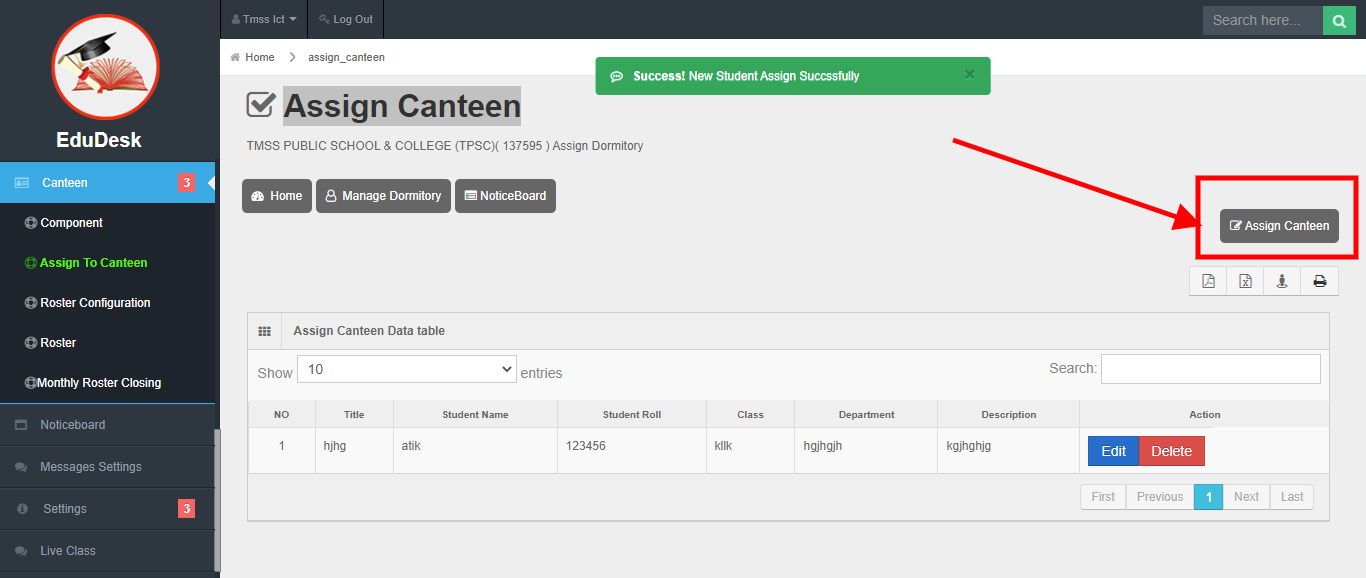 Tmss Ict
Log Out
Search here...
Home
assign_canteen
Success! New Student Assign Succssfully ×
EduDesk
Canteen 3
Component
Assign To Canteen
Roster Configuration
Roster
Monthly Roster Closing
Noticeboard
Messages Settings
Settings 3
Live Class
Assign Canteen
TMSS PUBLIC SCHOOL & COLLEGE (TPSC)( 137595 ) Assign Dormitory
Home Manage Dormitory NoticeBoard
Assign Canteen
Assign Canteen Data table
Show 10 entries Search:
NO Title Student Name Student Roll Class Department Description Action
1 hjhg atik 123456 kllk hgjhgjh kgjhghjg Edit Delete
First Previous 1 Next Last